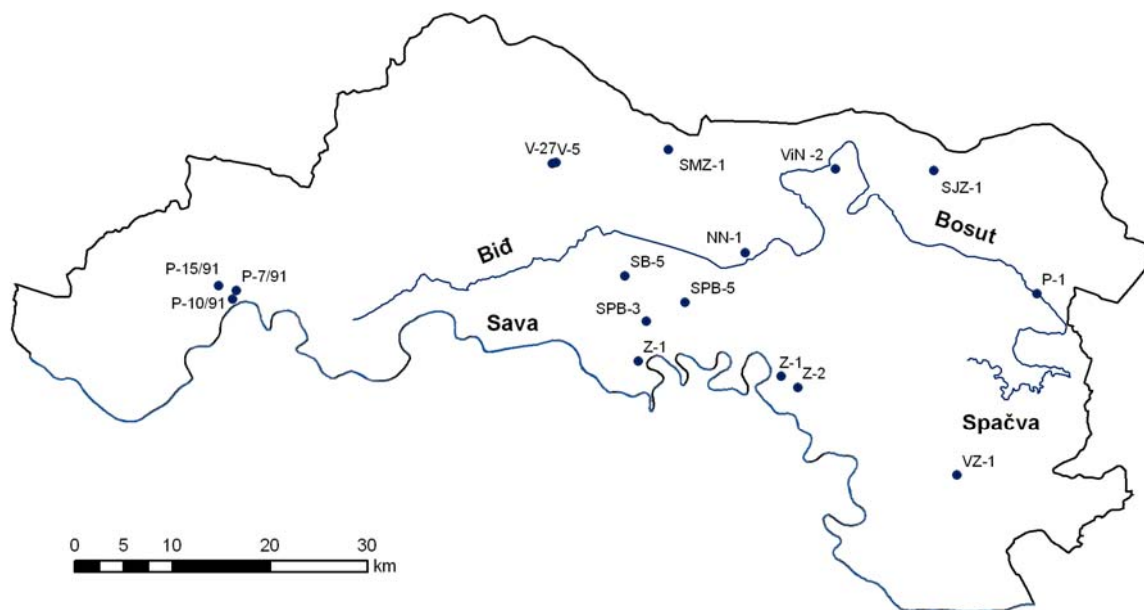 V-27 V-5
SMZ-1
ViN -2
SJZ-1
Bosut
Biđ
NN-1
SB-5
P-15/91
P-7/91
P-10/91
P-1
SPB-5
SPB-3
Sava
Z-1
Z-1
Z-2
Spačva
VZ-1
0 5 10 20 30
km